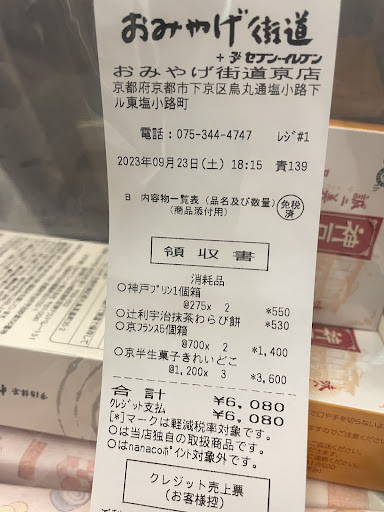 おみやげ街道
+ セブン-イレブン
おみやげ街道京店
京都府京都市下京区烏丸通塩小路下
ル東塩小路町
電話:075-344-4747 レジ#1
2023年09月23日(土) 18:15 責139
日 内容物一覧表(品名及び数量)
(商品添付用)
免税
済
領収書
消耗品
○神戸プリン1個箱
@275x 2 *550
○辻利宇治抹茶わらび餅 *530
○京フランス5個箱
@700x 2 *1,400
○京半生菓子きれいどこ
@1,200x 3 *3,600
合計 ¥6,080
クレジット支払 ¥6,080
[*]マークは軽減税率対象です。
○は当店独自の取扱商品です。
○はnanacoポイント対象外です。
クレジット売上票
(お客様控)
神戸